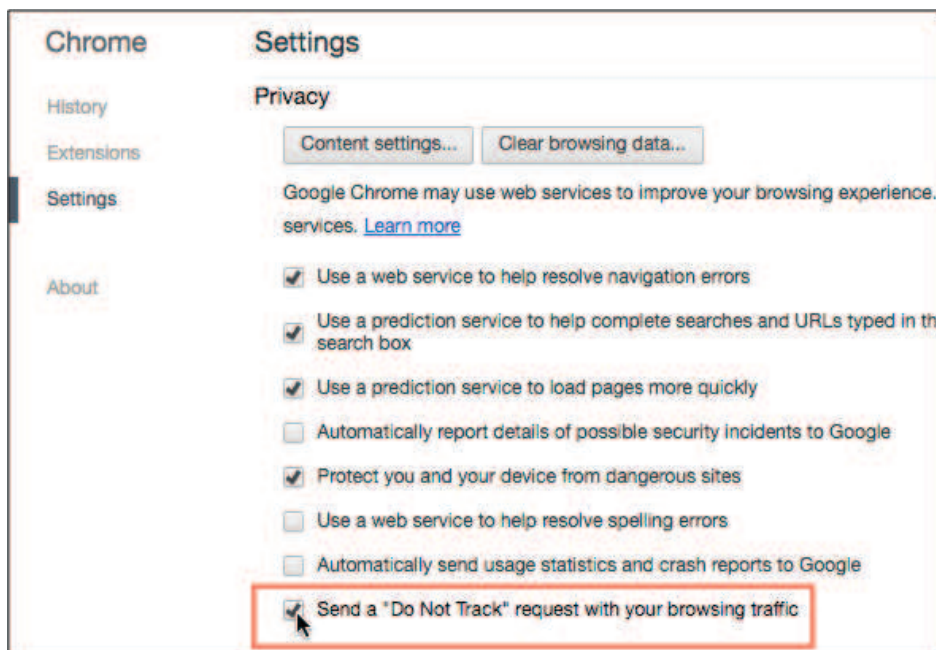 Chrome
Settings
History
Extensions
Settings
About
Privacy
Content settings... Clear browsing data...
Google Chrome may use web services to improve your browsing experience.
services. Learn more
Use a web service to help resolve navigation errors
Use a prediction service to help complete searches and URLs typed in th
search box
Use a prediction service to load pages more quickly
Automatically report details of possible security incidents to Google
Protect you and your device from dangerous sites
Use a web service to help resolve spelling errors
Automatically send usage statistics and crash reports to Google
Send a "Do Not Track" request with your browsing traffic